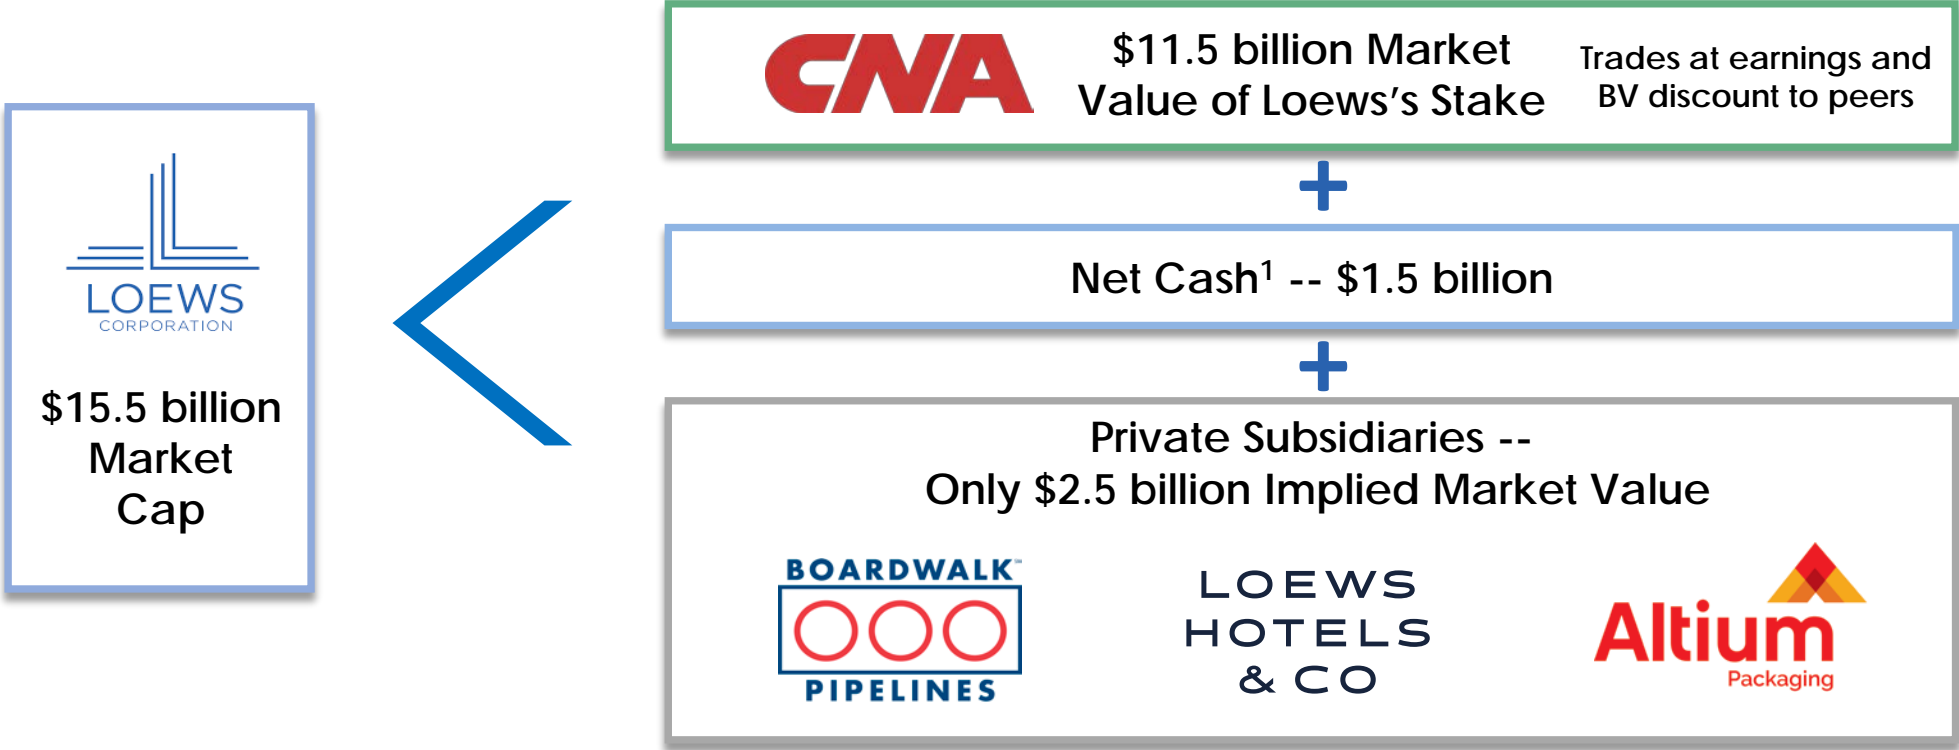 LOEWS
CORPORATION
$15.5 billion
Market
Cap
CNA
$11.5 billion Market
Value of Loews's Stake
Trades at earnings and
BV discount to peers
+
Net Cash¹ -- $1.5 billion
+
Private Subsidiaries --
Only $2.5 billion Implied Market Value
BOARDWALK
PIPELINES
LOEWS
HOTELS
& CO
Altium
Packaging